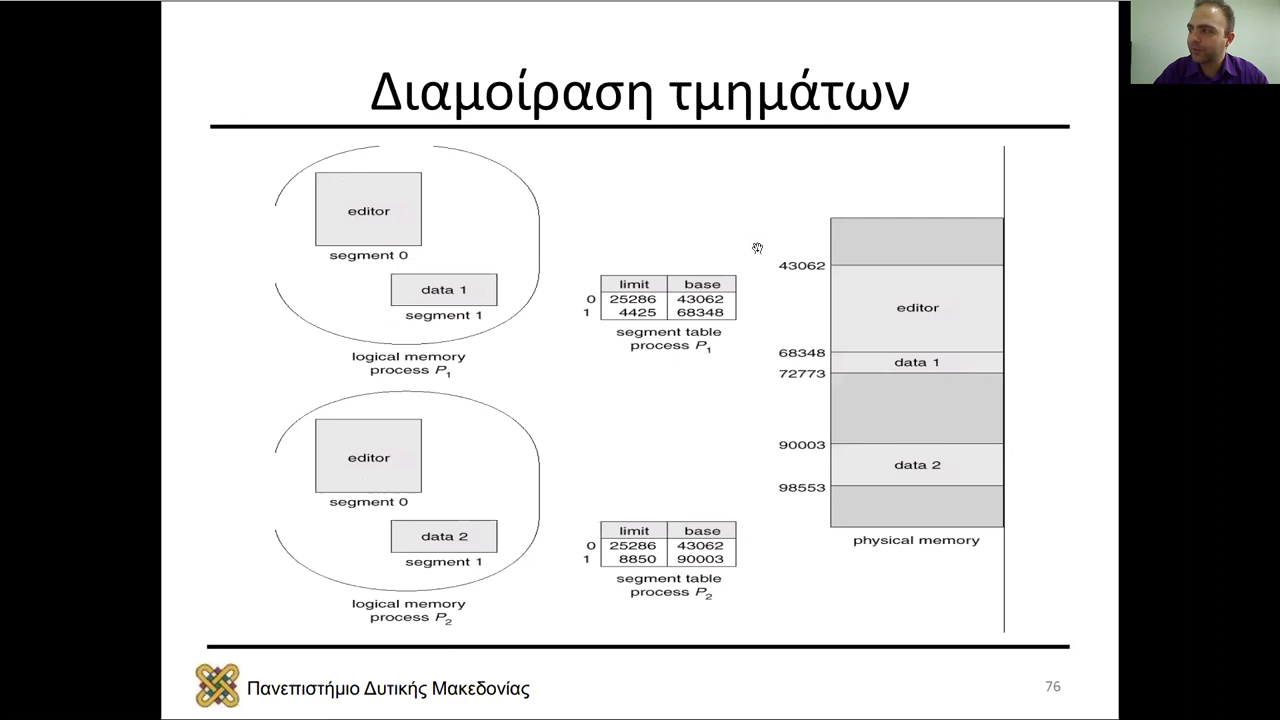 Διαμοίραση τμημάτων
editor
segment 0
data 1
segment 1
logical memory
process P1
limit base
0 25286 43062
1 4425 68348
segment table
process P1
editor
segment 0
data 2
segment 1
logical memory
process P2
limit base
0 25286 43062
1 8850 90003
segment table
process P2
43062
editor
68348
data 1
72773
90003
data 2
98553
physical memory
Πανεπιστήμιο Δυτικής Μακεδονίας
76